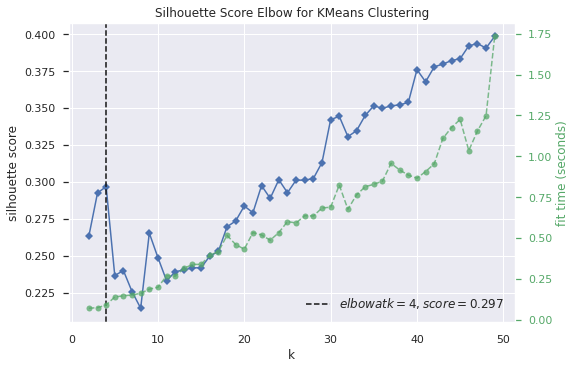 Silhouette Score Elbow for KMeans Clustering
0.400
0.375
0.350
0.325
0.300
0.275
0.250
0.225
silhouette score
1.75
1.50
1.25
1.00
0.75
0.50
0.25
0.00
fit time (seconds)
elbowatk = 4, score = 0.297
0 10 20 30 40 50
k